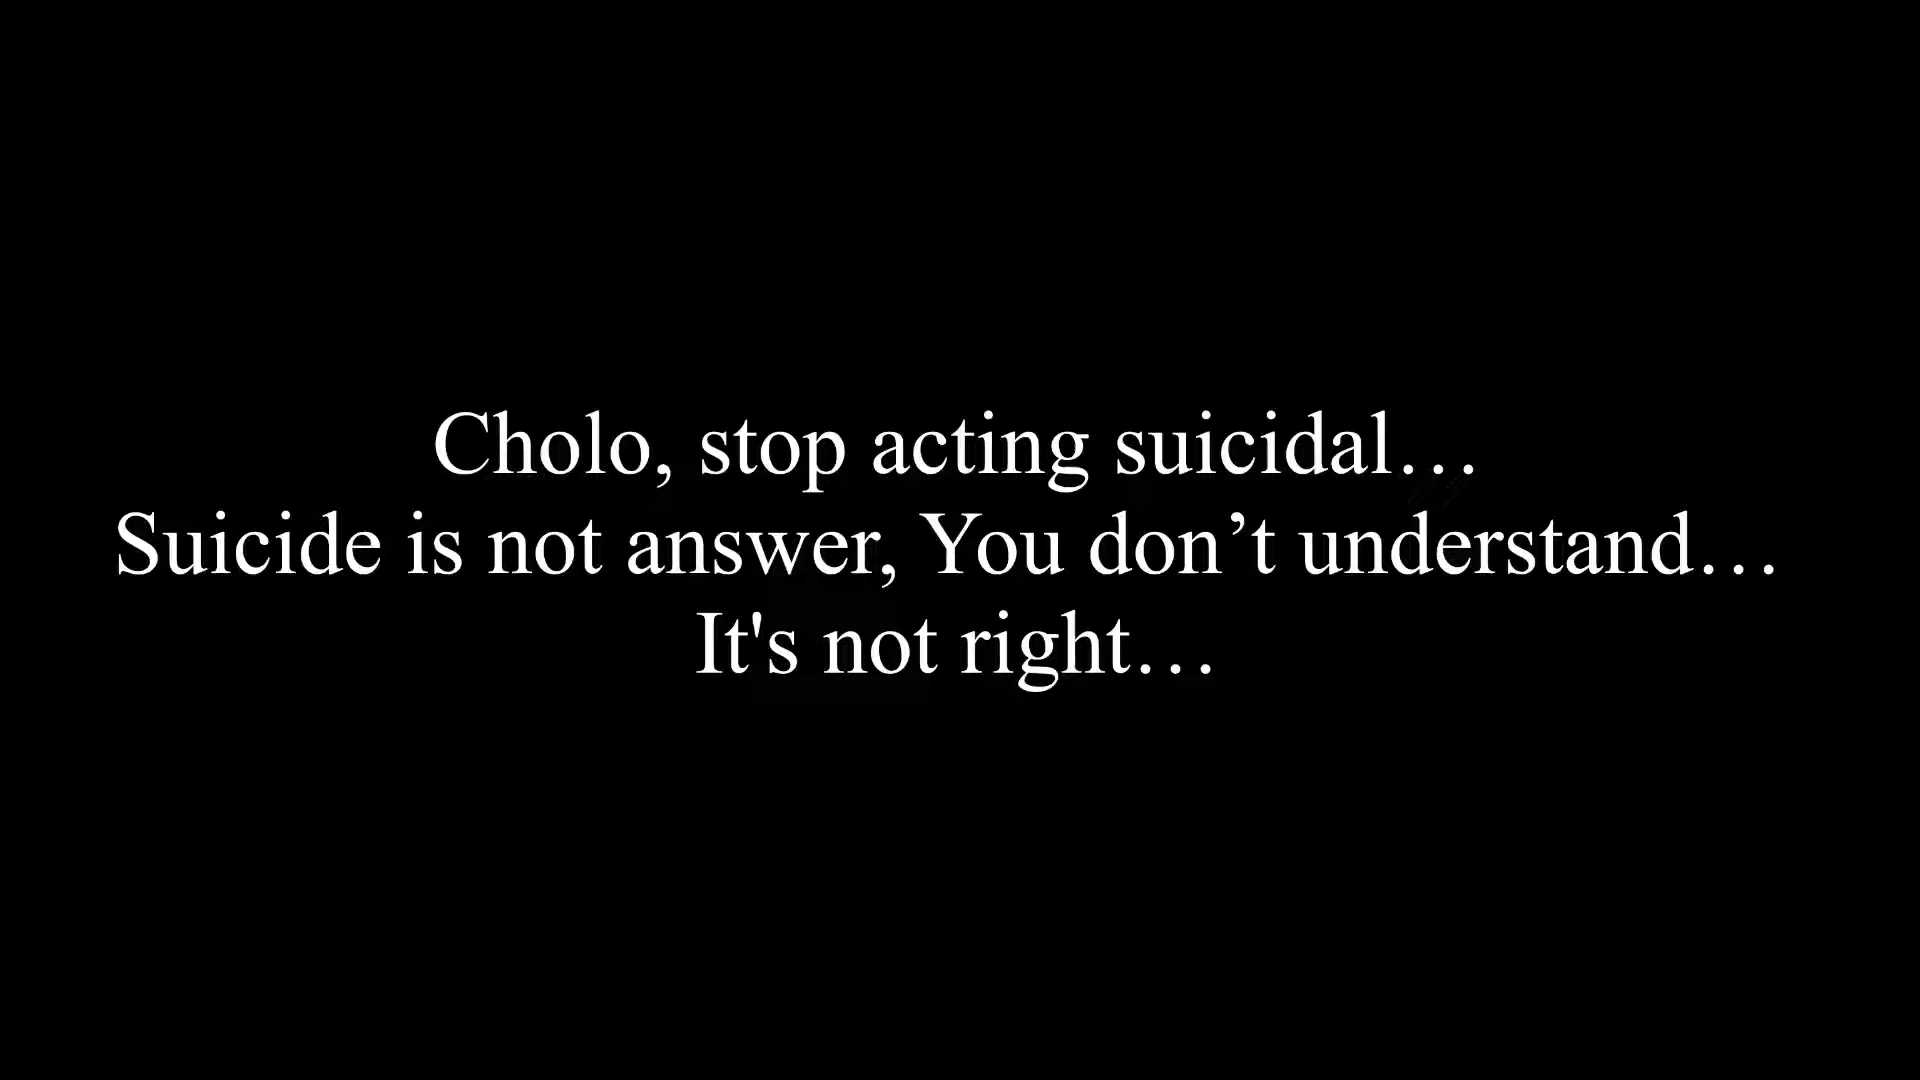 Cholo, stop acting suicidal…
Suicide is not answer, You don’t understand…
It's not right…